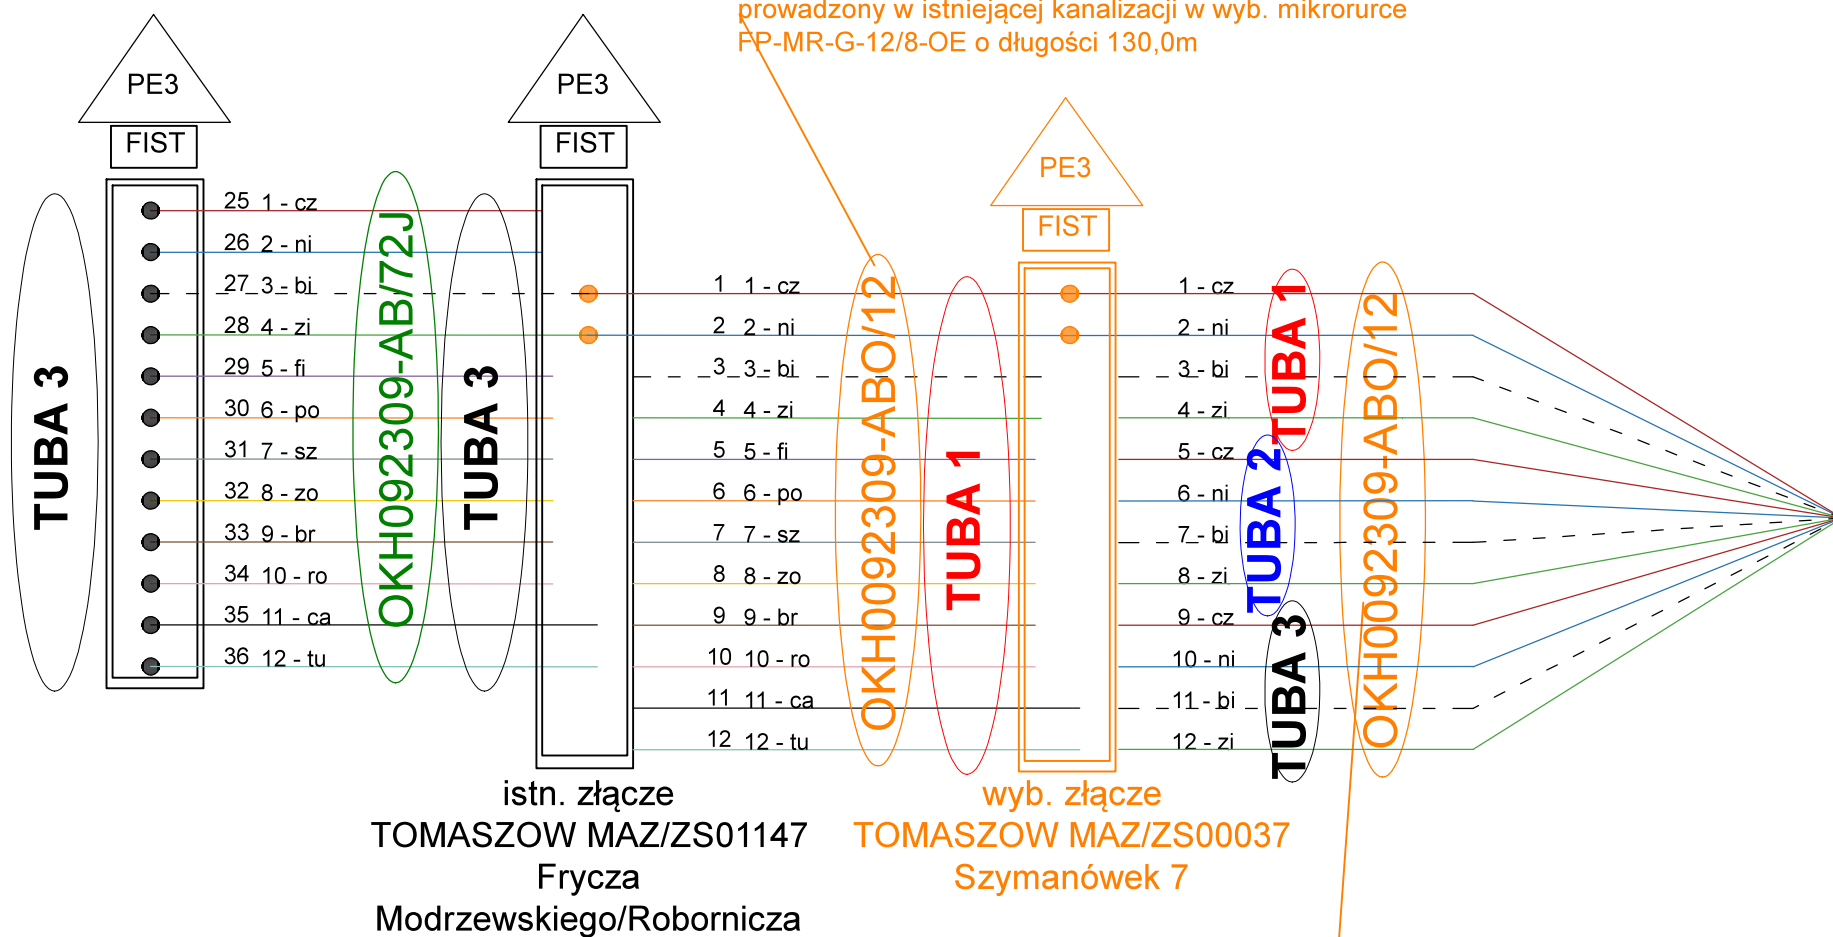 prowadzony w istniejącej kanalizacji w wyb. mikrorurce
FP-MR-G-12/8-OE o długości 130,0m
PE3
FIST
PE3
FIST
PE3
FIST
TUBA 3
25 1 - cz
26 2 - ni
27 3 - bi
28 4 - zi
29 5 - fi
30 6 - po
31 7 - sz
32 8 - zo
33 9 - br
34 10 - ro
35 11 - ca
36 12 - tu
OKH092309-AB/72J
TUBA 3
1 1 - cz
2 2 - ni
3 3 - bi
4 4 - zi
5 5 - fi
6 6 - po
7 7 - sz
8 8 - zo
9 9 - br
10 10 - ro
11 11 - ca
12 12 - tu
OKH0092309-ABO/12
TUBA 1
1 - cz
2 - ni
3 - bi
4 - zi
5 - cz
6 - ni
7 - bi
8 - zi
9 - cz
10 - ni
11 - bi
12 - zi
TUBA 1
TUBA 2
TUBA 3
OKH0092309-ABO/12
istn. złącze
TOMASZOW MAZ/ZS01147
Frycza
Modrzewskiego/Robornicza
wyb. złącze
TOMASZOW MAZ/ZS00037
Szymanówek 7